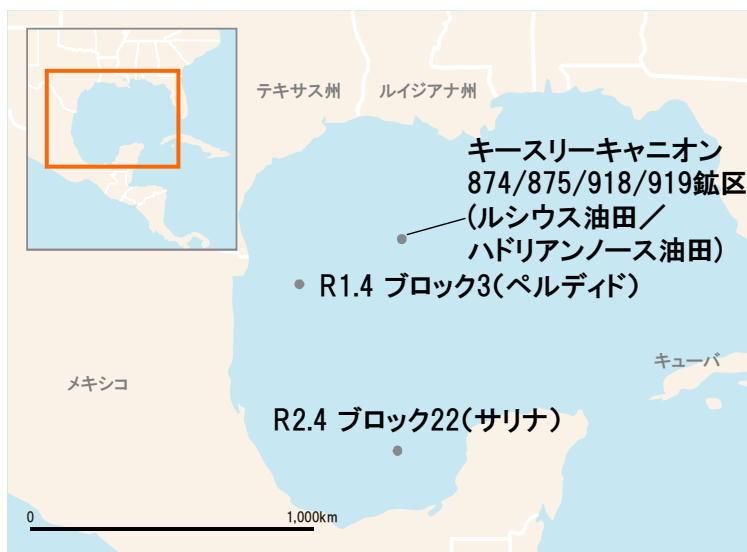 テキサス州
ルイジアナ州
キースリーキャニオン
874/875/918/919鉱区
(ルシウス油田／
ハドリアンノース油田)
R1.4 ブロック3(ペルディド)
キューバ
メキシコ
R2.4 ブロック22(サリナ)
0
1,000km